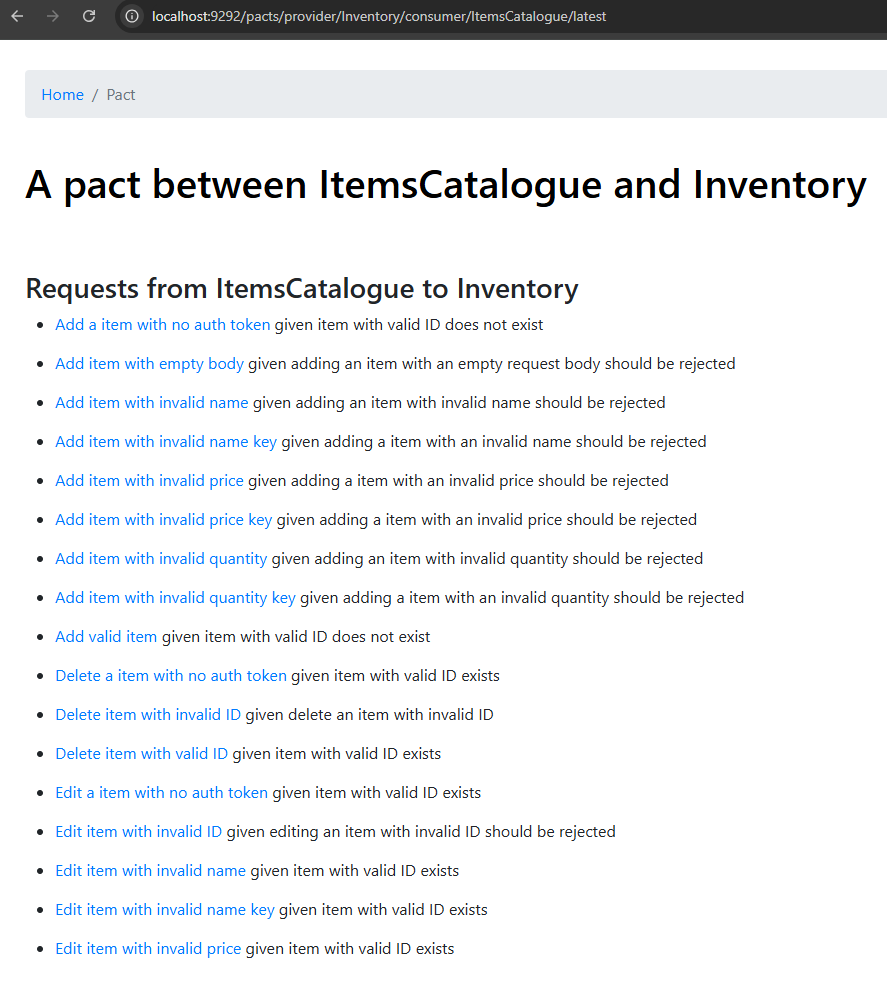 localhost:9292/pacts/provider/Inventory/consumer/ItemsCatalogue/latest
Home / Pact
A pact between ItemsCatalogue and Inventory
Requests from ItemsCatalogue to Inventory
Add a item with no auth token given item with valid ID does not exist
Add item with empty body given adding an item with an empty request body should be rejected
Add item with invalid name given adding an item with invalid name should be rejected
Add item with invalid name key given adding a item with an invalid name should be rejected
Add item with invalid price given adding a item with an invalid price should be rejected
Add item with invalid price key given adding a item with an invalid price should be rejected
Add item with invalid quantity given adding an item with invalid quantity should be rejected
Add item with invalid quantity key given adding a item with an invalid quantity should be rejected
Add valid item given item with valid ID does not exist
Delete a item with no auth token given item with valid ID exists
Delete item with invalid ID given delete an item with invalid ID
Delete item with valid ID given item with valid ID exists
Edit a item with no auth token given item with valid ID exists
Edit item with invalid ID given editing an item with invalid ID should be rejected
Edit item with invalid name given item with valid ID exists
Edit item with invalid name key given item with valid ID exists
Edit item with invalid price given item with valid ID exists